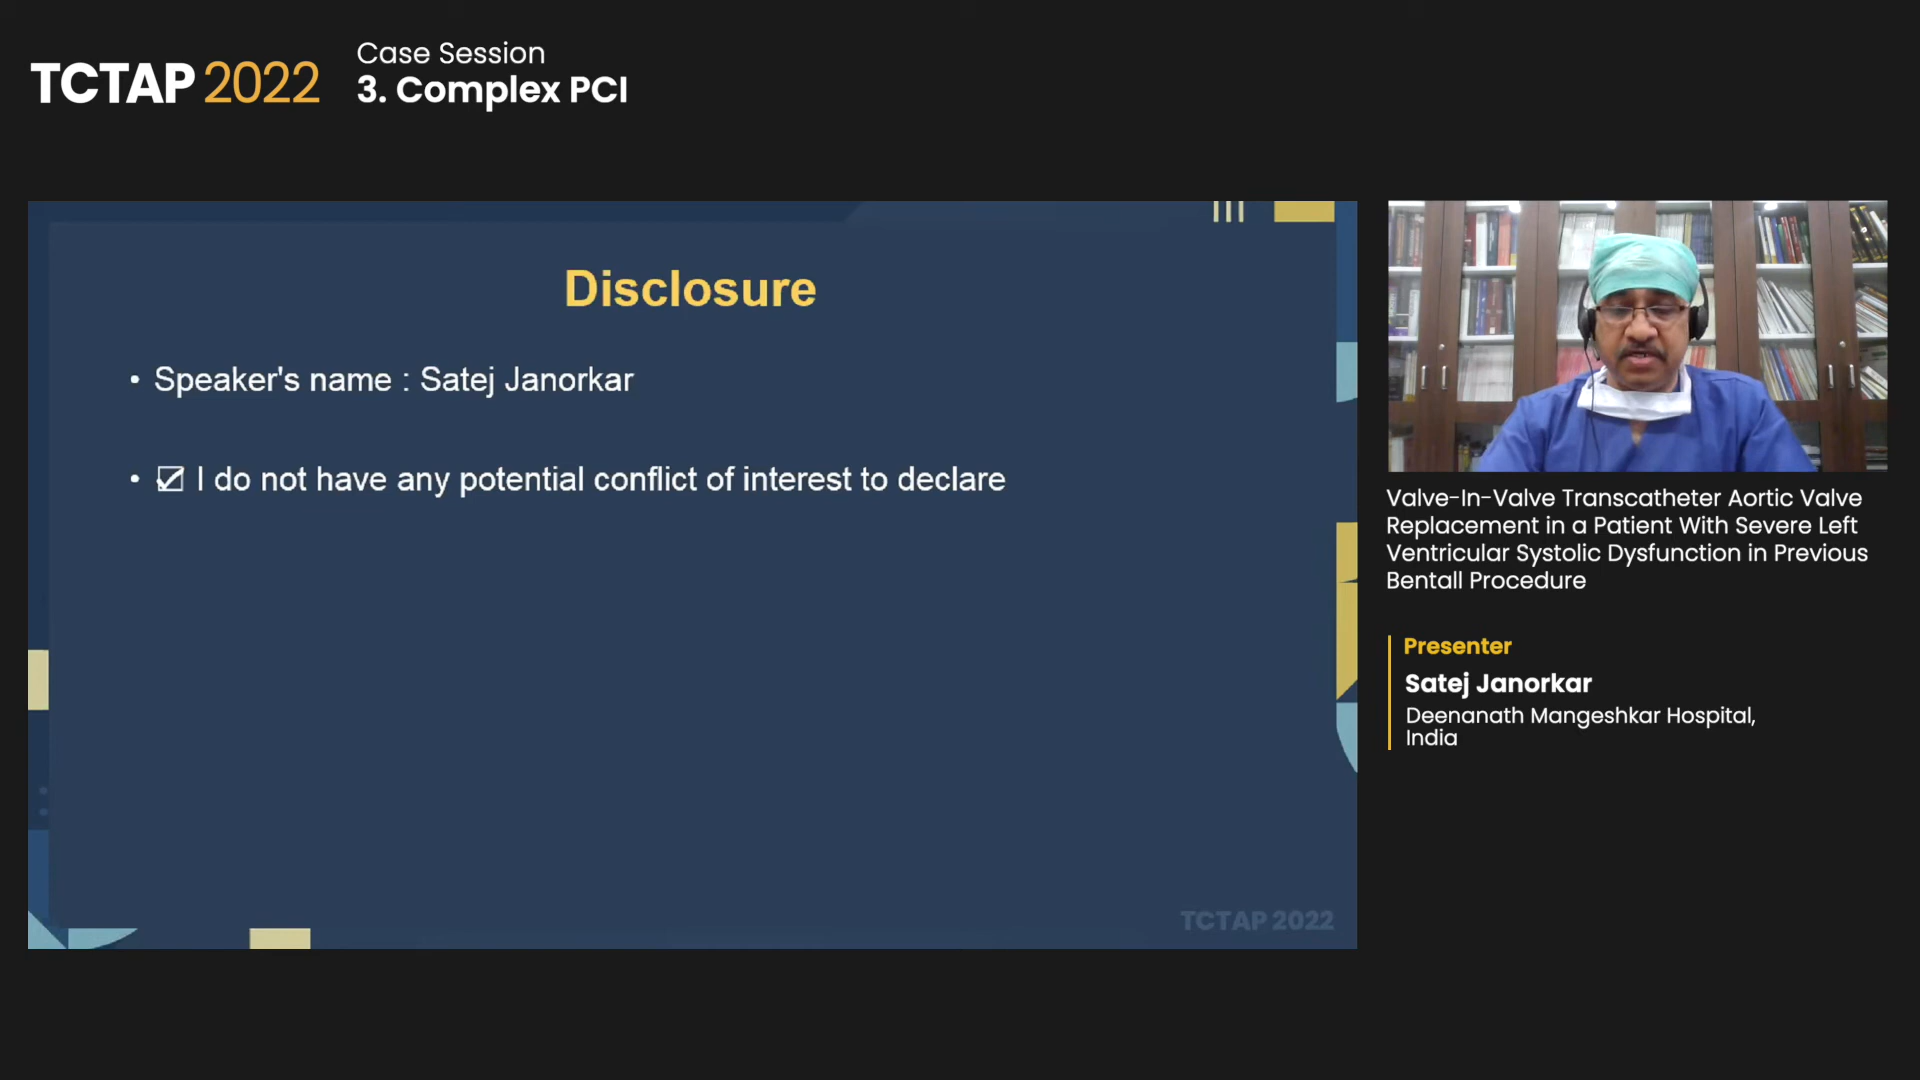 TCTAP 2022
Case Session
3. Complex PCI
Disclosure
• Speaker's name : Satej Janorkar
• ☑ I do not have any potential conflict of interest to declare
TCTAP 2022
Valve-In-Valve Transcatheter Aortic Valve
Replacement in a Patient With Severe Left
Ventricular Systolic Dysfunction in Previous
Bentall Procedure
Presenter
Satej Janorkar
Deenanath Mangeshkar Hospital,
India